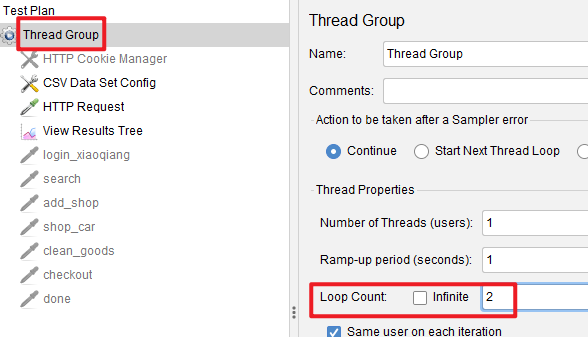 Test Plan
Thread Group
HTTP Cookie Manager
CSV Data Set Config
HTTP Request
View Results Tree
login_xiaoqiang
search
add_shop
shop_car
clean_goods
checkout
done
Thread Group
Name: Thread Group
Comments:
Action to be taken after a Sampler error
Continue Start Next Thread Loop
Thread Properties
Number of Threads (users): 1
Ramp-up period (seconds): 1
Loop Count: Infinite 2
Same user on each iteration